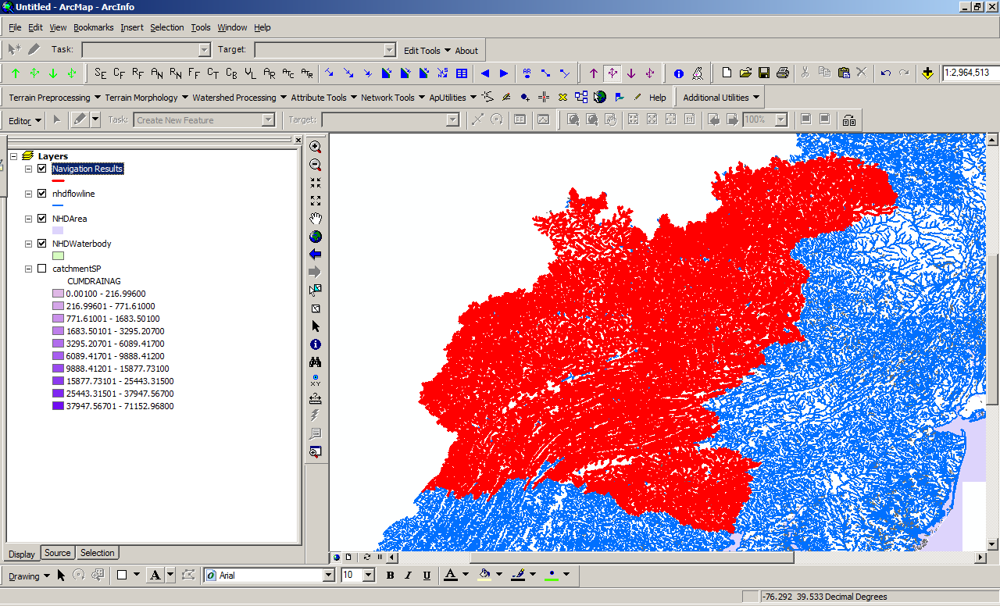 Untitled - ArcMap - ArcInfo
File Edit View Bookmarks Insert Selection Tools Window Help
Task: Target: Edit Tools About
SE CF RF AN RN FF CT CB VL AR ATC ATR AB 1:2,964,513
Terrain Preprocessing Terrain Morphology Watershed Processing Attribute Tools Network Tools ApUtilities Help Additional Utilities
Editor Task: Create New Feature Target: 100%
Layers
Navigation Results
nhdflowline
NHDArea
NHDWaterbody
catchmentSP
CUMDRAINAG
0.00100 - 216.99600
216.99601 - 771.61000
771.61001 - 1683.50100
1683.50101 - 3295.20700
3295.20701 - 6089.41700
6089.41701 - 9888.41200
9888.41201 - 15877.73100
15877.73101 - 25443.31500
25443.31501 - 37947.56700
37947.56701 - 71152.96800
XY
Display Source Selection
Drawing A Arial 10 B I U A
-76.292 39.533 Decimal Degrees